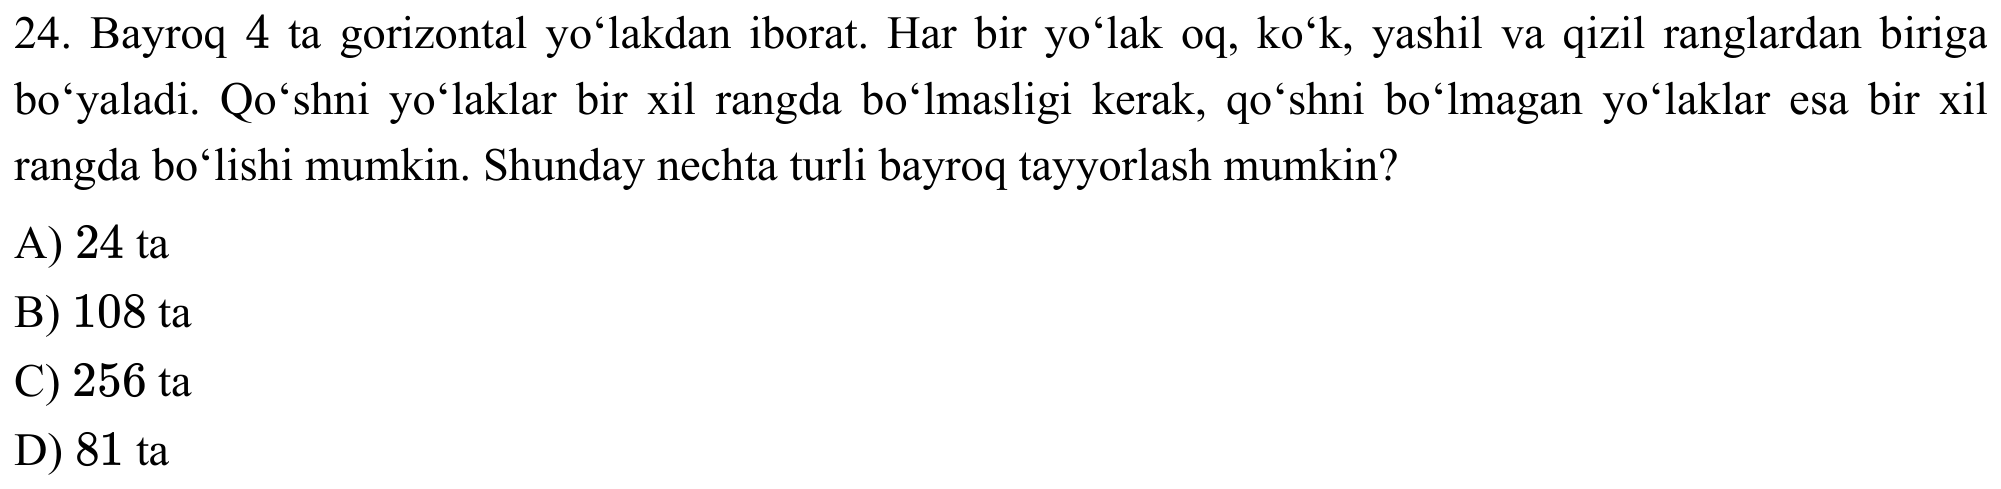 24. Bayroq 4 ta gorizontal yo‘lakdan iborat. Har bir yo‘lak oq, ko‘k, yashil va qizil ranglardan biriga
bo‘yaladi. Qo‘shni yo‘laklar bir xil rangda bo‘lmasligi kerak, qo‘shni bo‘lmagan yo‘laklar esa bir xil
rangda bo‘lishi mumkin. Shunday nechta turli bayroq tayyorlash mumkin?
A) 24 ta
B) 108 ta
C) 256 ta
D) 81 ta